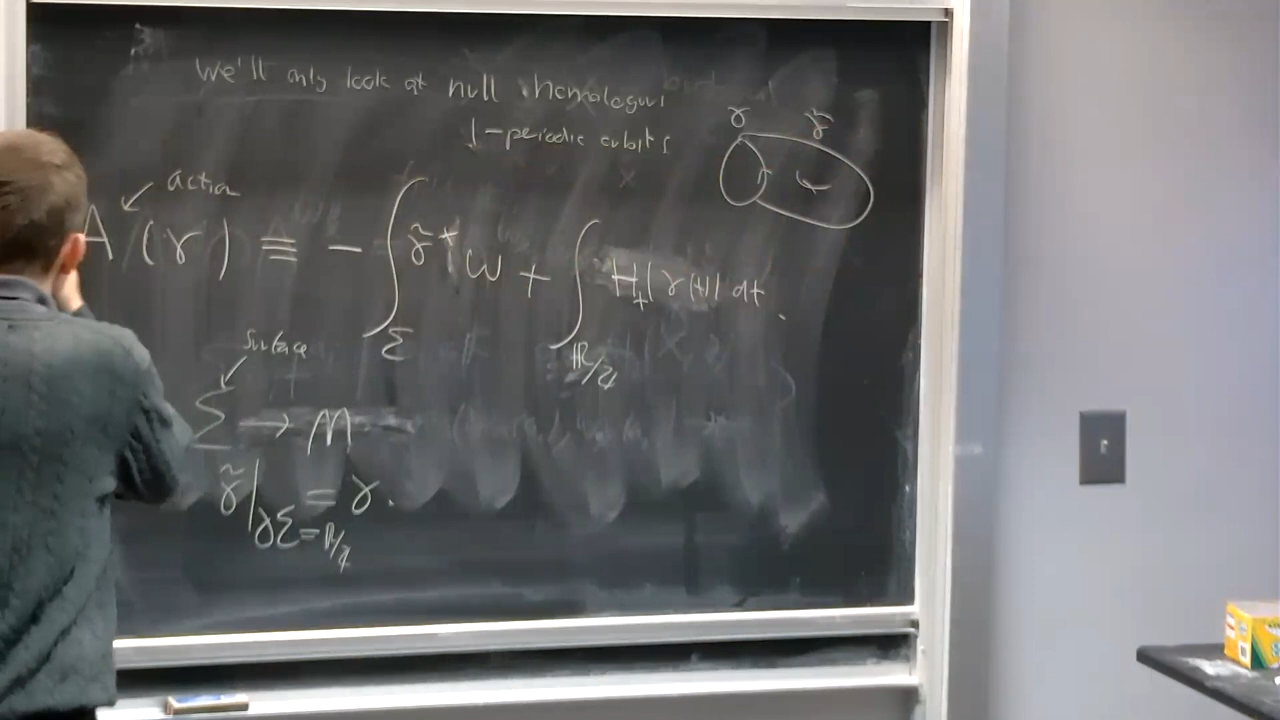 We'll only look at null homologous
1-periodic orbits
γ γ̃
action
A(γ) ≡ - ∫_Σ γ̃*ω + ∫_{ℝ/ℤ} H_t(γ(t)) dt.
surface
Σ → M
γ̃|_{∂Σ=ℝ/ℤ} = γ.